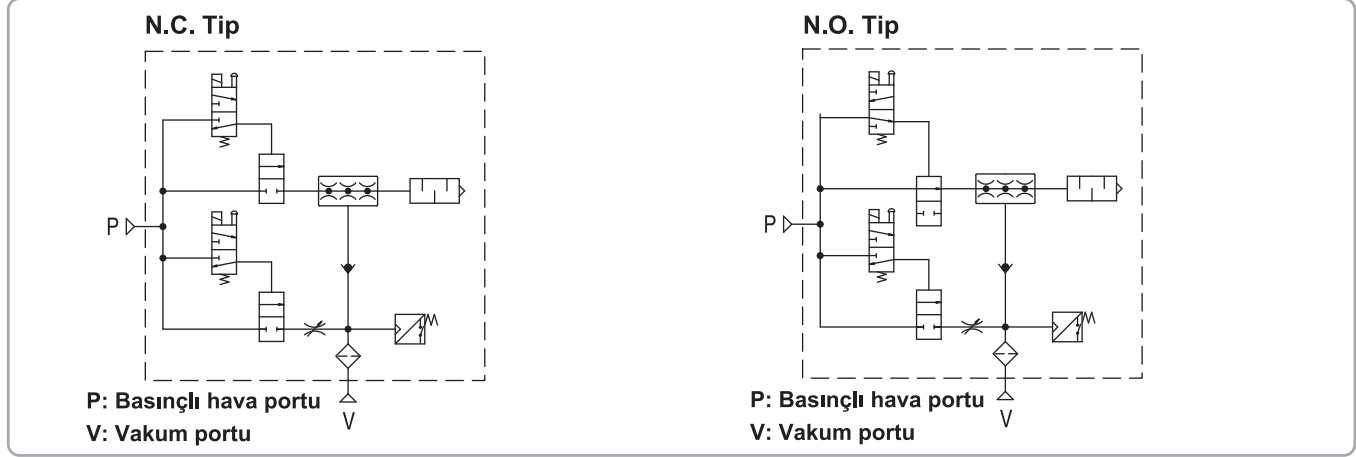 N.C. Tip
P
V
P: Basınçlı hava portu
V: Vakum portu
N.O. Tip
P
V
P: Basınçlı hava portu
V: Vakum portu